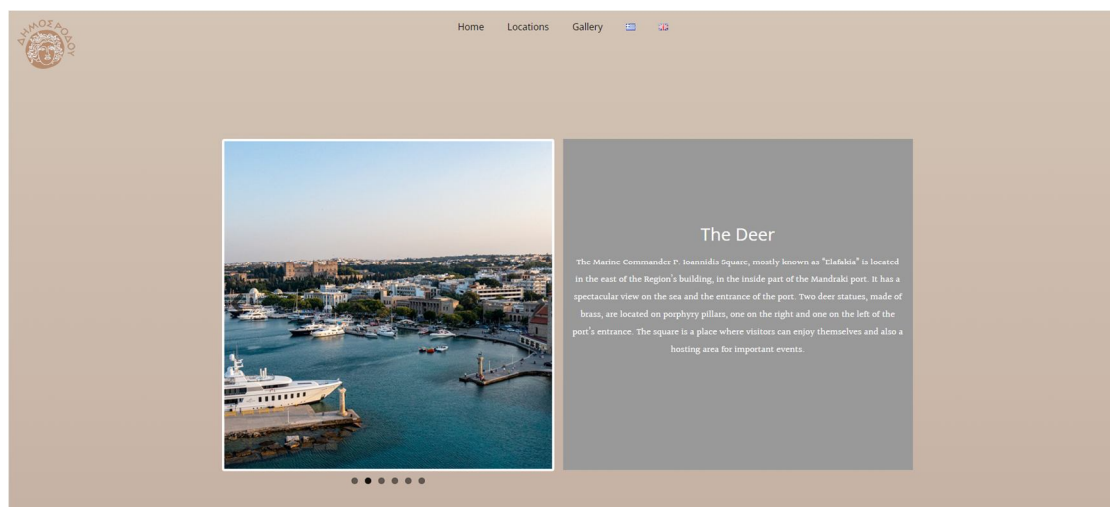 ΔΗΜΟΣ ΡΟΔΟΥ
Home Locations Gallery
The Deer
The Marine Commander P. Ioannidis Square, mostly known as "Elafakia" is located
in the east of the Region's building, in the inside part of the Mandraki port. It has a
spectacular view on the sea and the entrance of the port. Two deer statues, made of
brass, are located on porphyry pillars, one on the right and one on the left of the
port's entrance. The square is a place where visitors can enjoy themselves and also a
hosting area for important events.